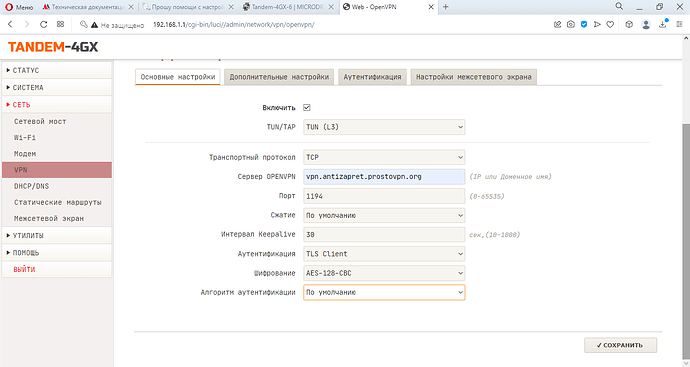 Меню
Техническая документац
Прошу помощи с настрой
Tandem-4GX-6 | MICRODR
Web - OpenVPN
Не защищено
192.168.1.1/cgi-bin/luci//admin/network/vpn/openvpn/
TANDEM-4GX
СТАТУС
СИСТЕМА
СЕТЬ
Сетевой мост
Wi-Fi
Модем
VPN
DHCP/DNS
Статические маршруты
Межсетевой экран
УТИЛИТЫ
ПОМОЩЬ
ВЫЙТИ
Основные настройки
Дополнительные настройки
Аутентификация
Настройки межсетевого экрана
Включить
TUN/TAP TUN (L3)
Транспортный протокол TCP
Сервер OPENVPN vpn.antizapret.prostovpn.org (IP или Доменное имя)
Порт 1194 (0-65535)
Сжатие По умолчанию
Интервал Keepalive 30 сек,(10-1000)
Аутентификация TLS Client
Шифрование AES-128-CBC
Алгоритм аутентификации По умолчанию
✓ СОХРАНИТЬ